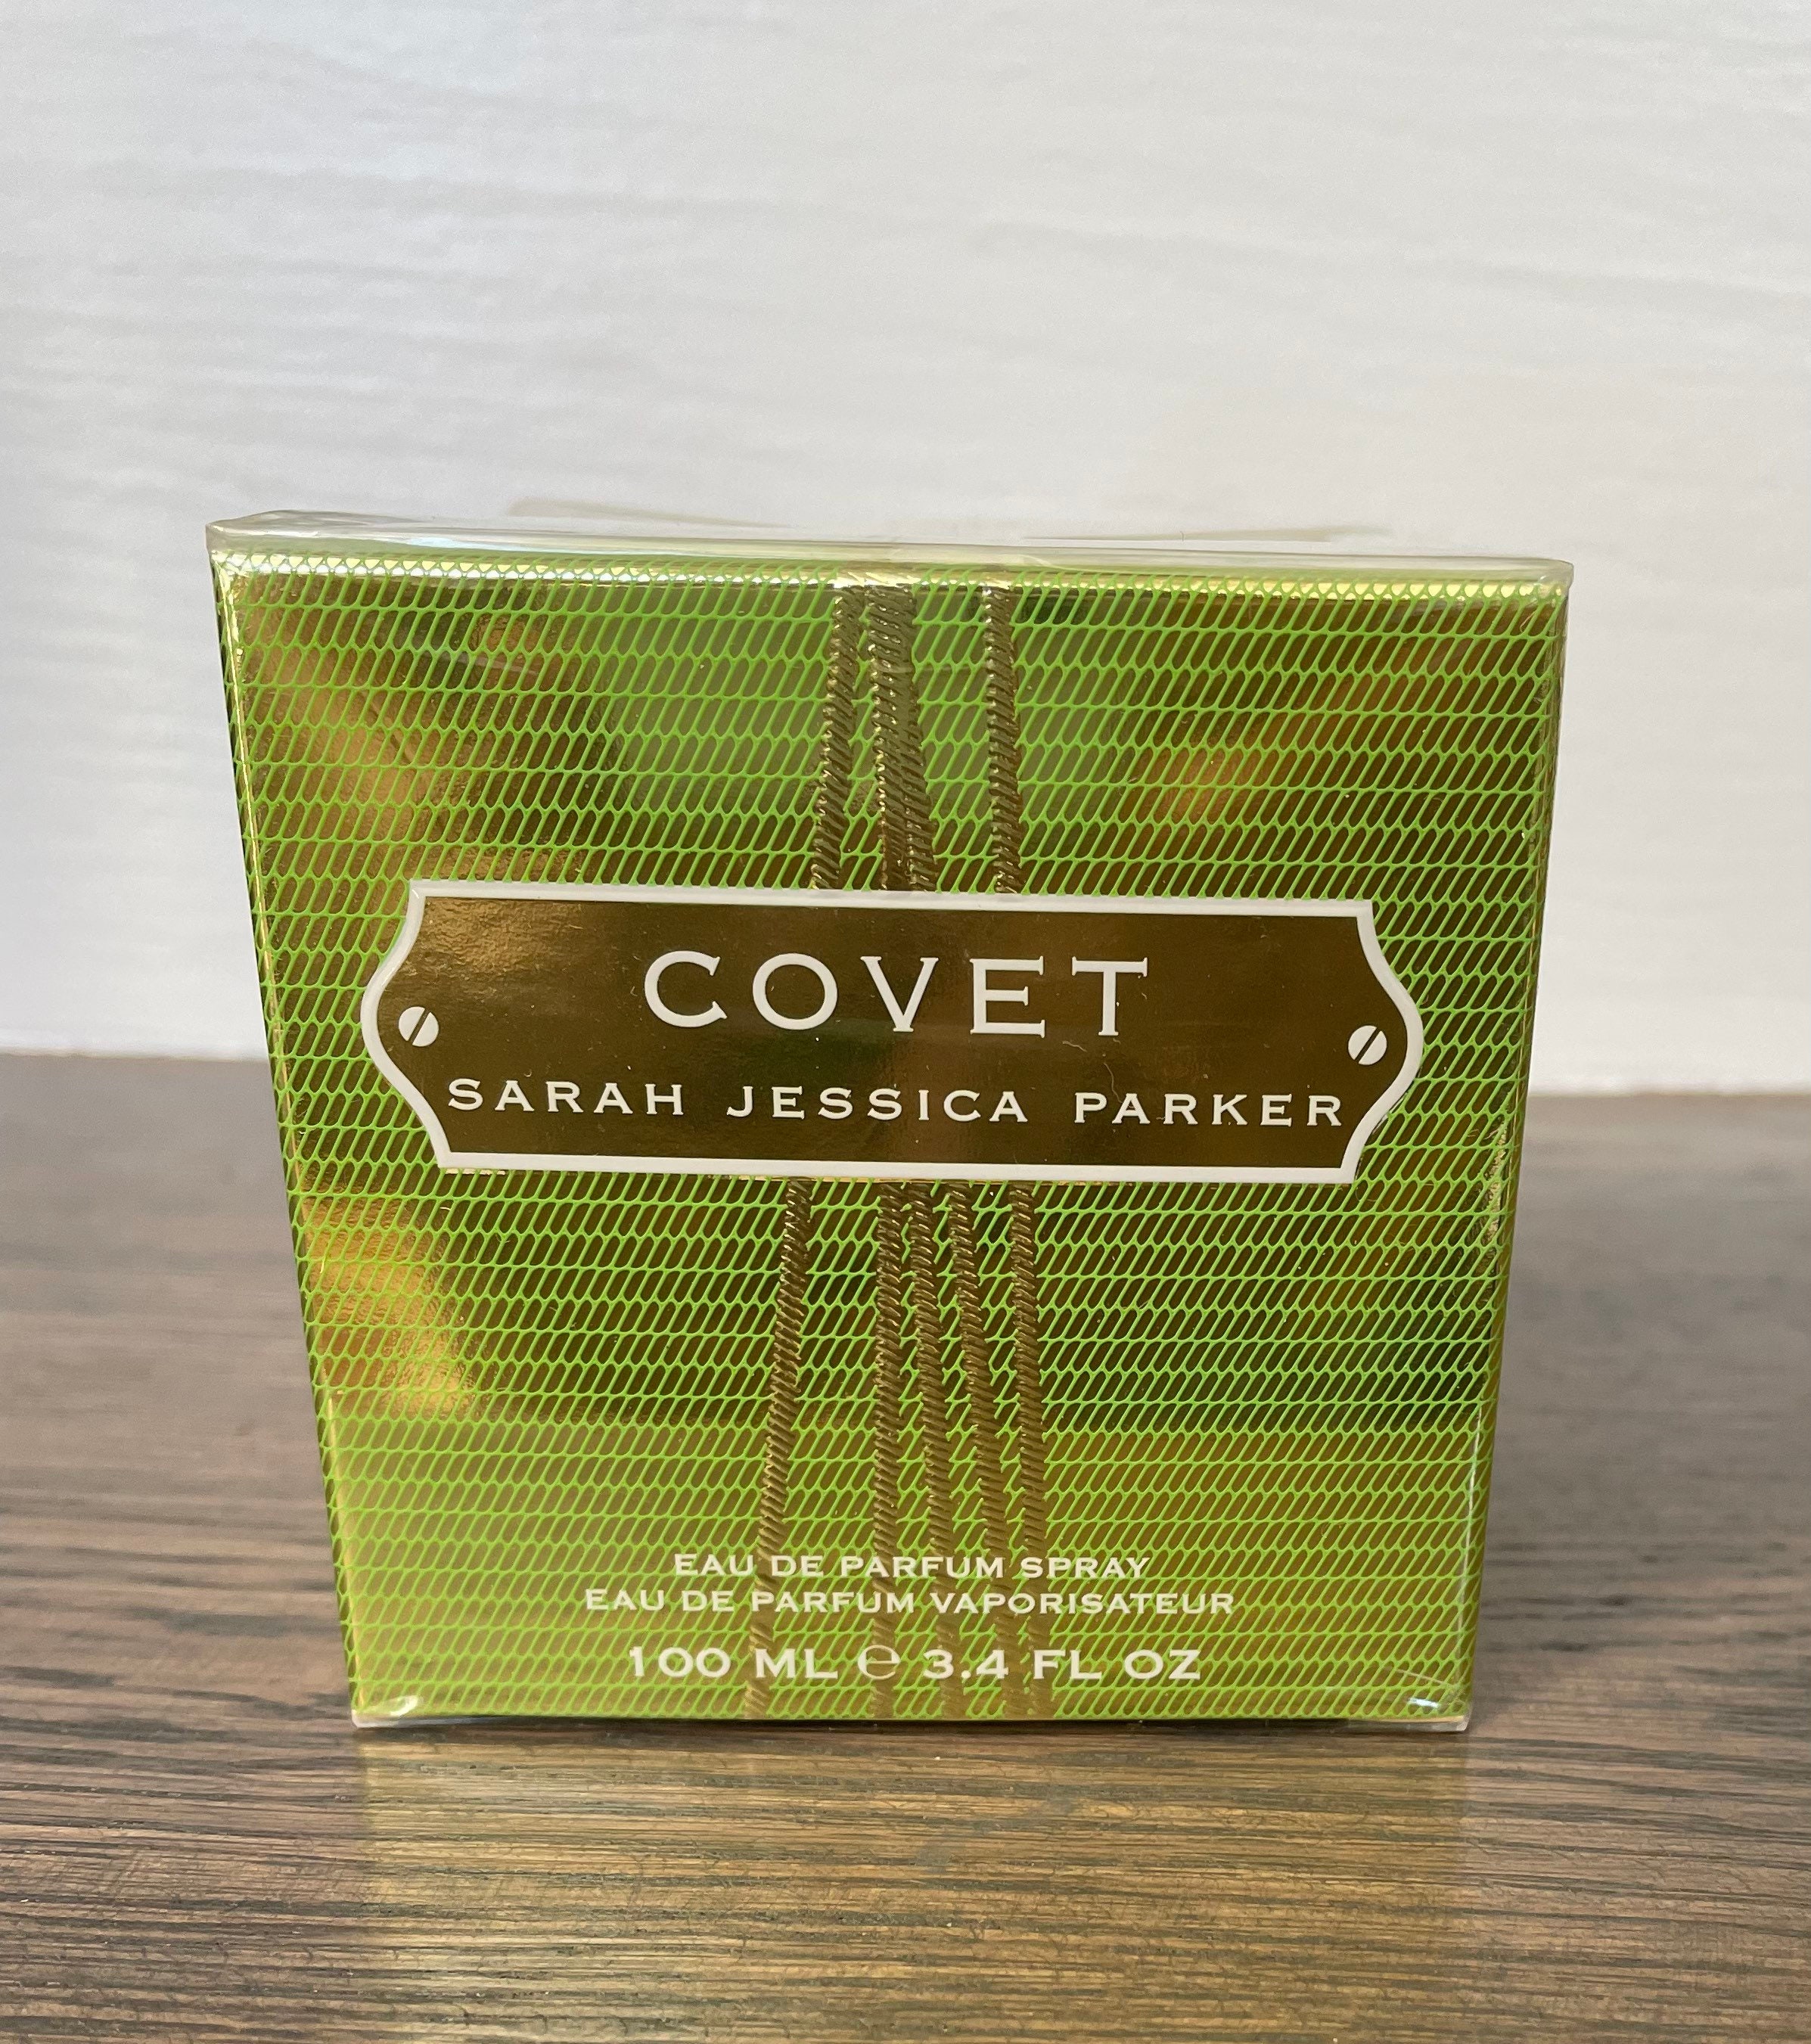 COVET
SARAH JESSICA PARKER
EAU DE PARFUM SPRAY
EAU DE PARFUM VAPORISATEUR
100 ML ℮ 3.4 FL OZ